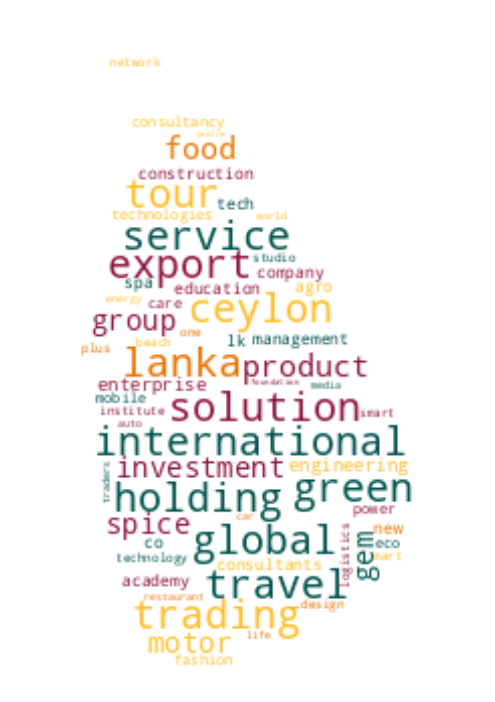 network
consultancy
centre
food
construction
tour tech
technologies world
service
export studio
company
spa education agro
energy care ceylon
group one
lk management
plus beach
lanka product
enterprise foundation media
mobile solution
institute smart
auto
international
investment engineering
traders holding green
spice car power
global new
co gem eco
technology consultants logistics mart
academy travel
restaurant design
trading
motor life
fashion